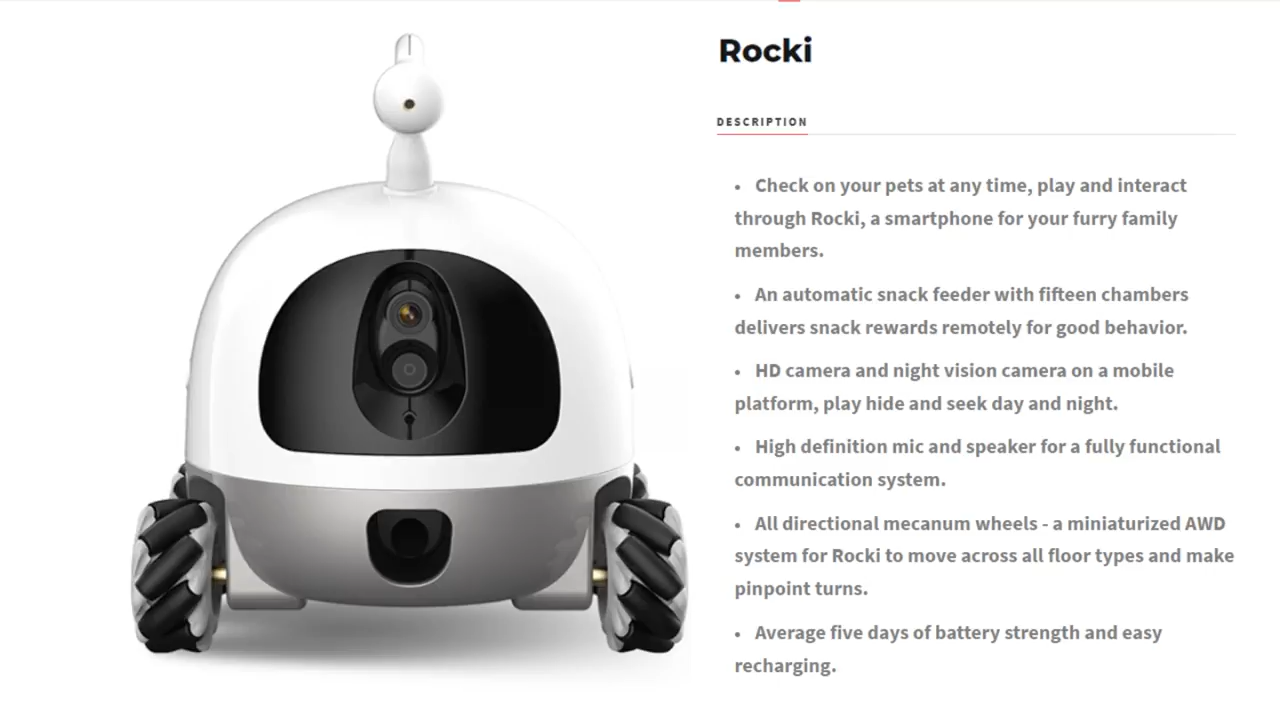 Rocki
DESCRIPTION
• Check on your pets at any time, play and interact
through Rocki, a smartphone for your furry family
members.
• An automatic snack feeder with fifteen chambers
delivers snack rewards remotely for good behavior.
• HD camera and night vision camera on a mobile
platform, play hide and seek day and night.
• High definition mic and speaker for a fully functional
communication system.
• All directional mecanum wheels - a miniaturized AWD
system for Rocki to move across all floor types and make
pinpoint turns.
• Average five days of battery strength and easy
recharging.